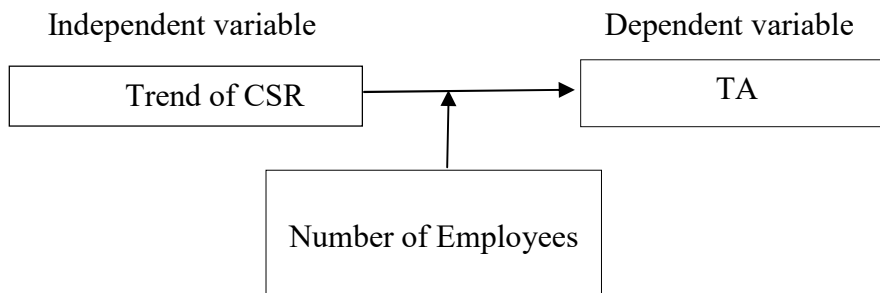 Independent variable
Dependent variable
Trend of CSR
TA
Number of Employees